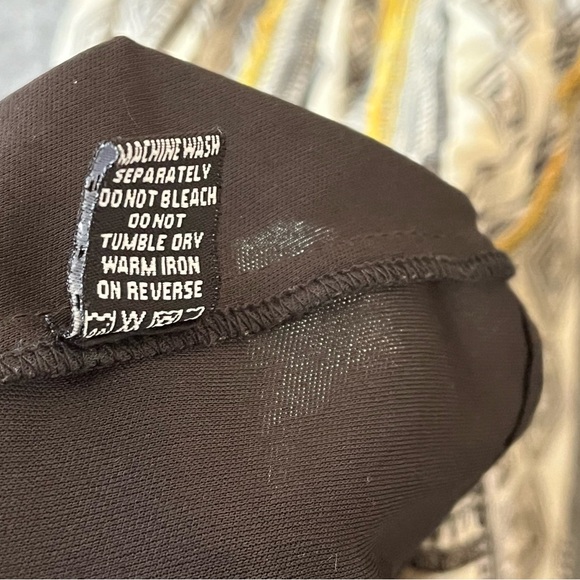 MACHINE WASH
SEPARATELY
DO NOT BLEACH
DO NOT
TUMBLE DRY
WARM IRON
ON REVERSE